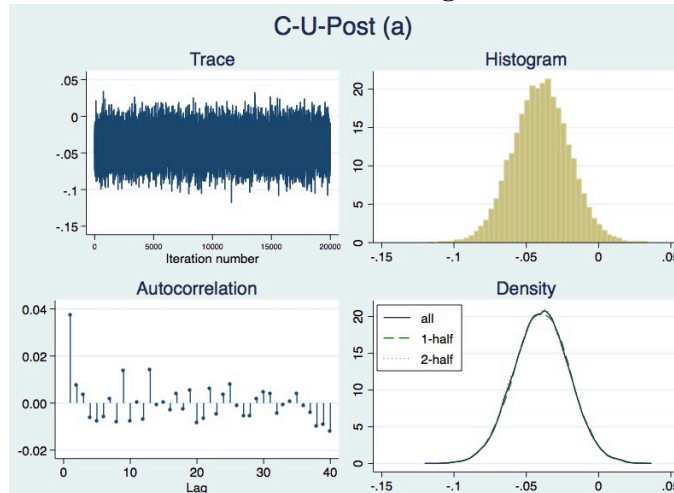 C-U-Post (a)
Trace
.05
0
-.05
-.1
-.15
0 5000 10000 15000 20000
Iteration number
Histogram
20
15
10
5
0
-.15 -.1 -.05 0 .05
Autocorrelation
0.04
0.02
0.00
-0.02
0 10 20 30 40
Lag
Density
all
1-half
2-half
20
15
10
5
0
-.15 -.1 -.05 0 .05